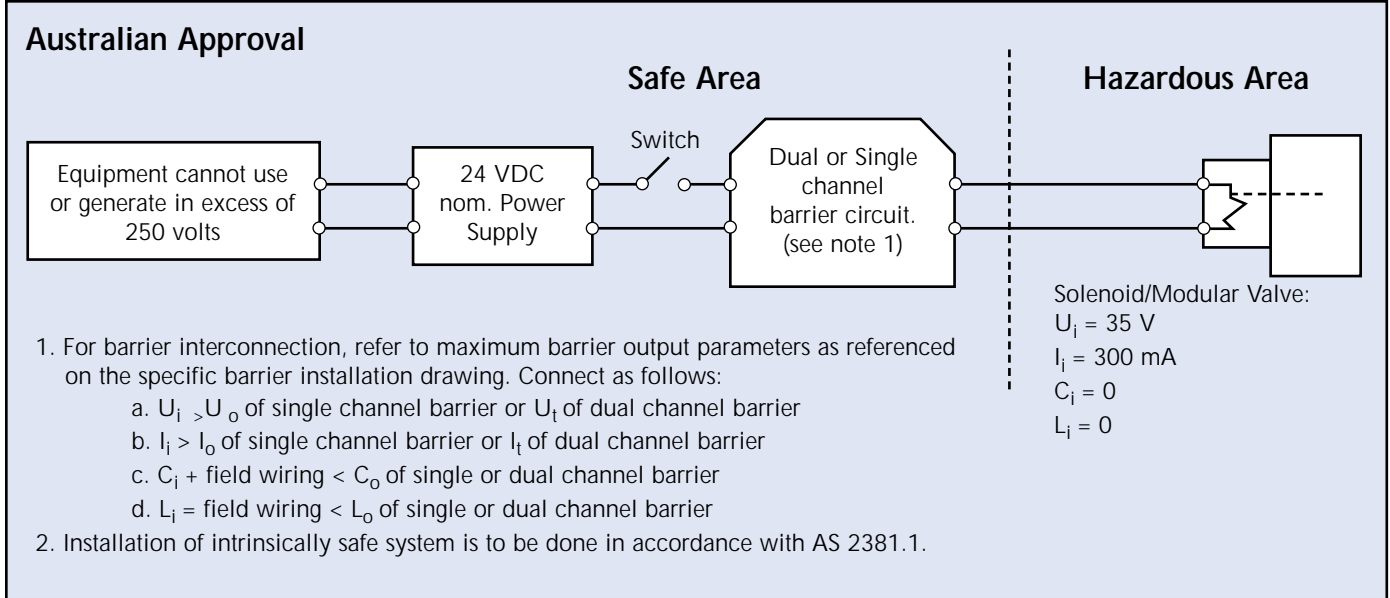 Australian Approval
Safe Area
Hazardous Area
Equipment cannot use
or generate in excess of
250 volts
24 VDC
nom. Power
Supply
Switch
Dual or Single
channel
barrier circuit.
(see note 1)
Solenoid/Modular Valve:
Ui = 35 V
Ii = 300 mA
Ci = 0
Li = 0
1. For barrier interconnection, refer to maximum barrier output parameters as referenced
on the specific barrier installation drawing. Connect as follows:
a. Ui >Uo of single channel barrier or Ut of dual channel barrier
b. Ii > Io of single channel barrier or It of dual channel barrier
c. Ci + field wiring < Co of single or dual channel barrier
d. Li = field wiring < Lo of single or dual channel barrier
2. Installation of intrinsically safe system is to be done in accordance with AS 2381.1.